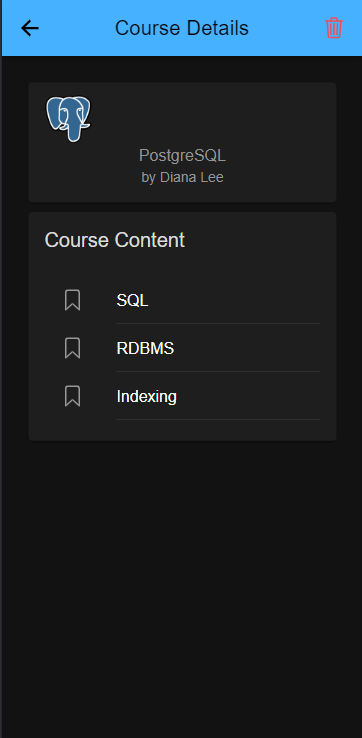 Course Details
PostgreSQL
by Diana Lee
Course Content
SQL
RDBMS
Indexing